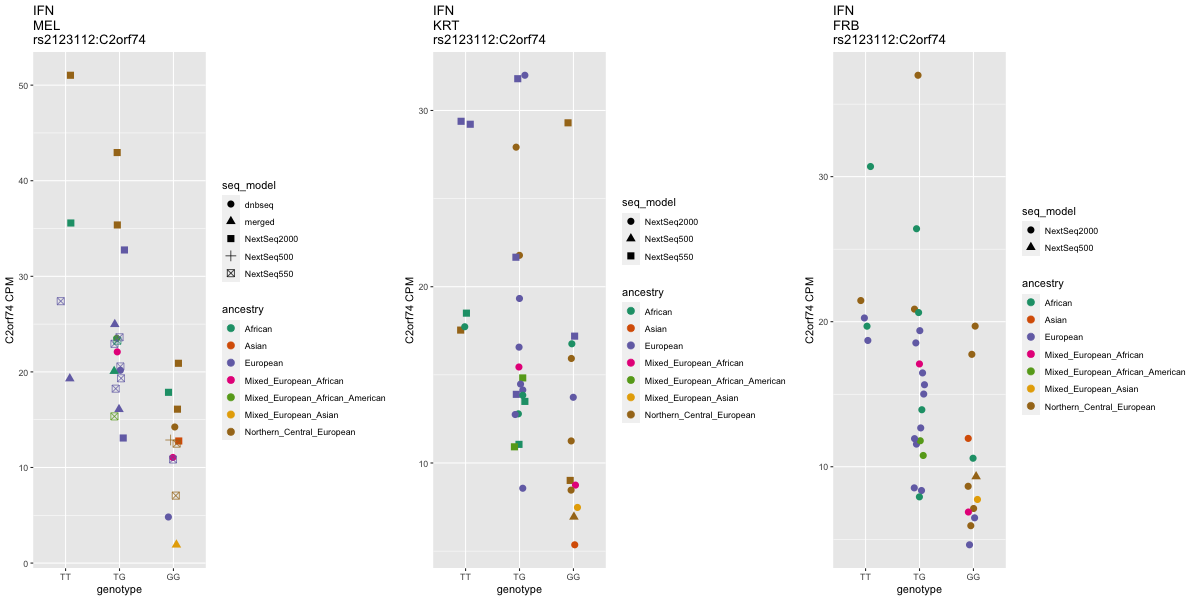 IFN
MEL
rs2123112:C2orf74
C2orf74 CPM
50
40
30
20
10
0
TT
TG
GG
genotype
seq_model
dnbseq
merged
NextSeq2000
NextSeq500
NextSeq550
ancestry
African
Asian
European
Mixed_European_African
Mixed_European_African_American
Mixed_European_Asian
Northern_Central_European
IFN
KRT
rs2123112:C2orf74
C2orf74 CPM
30
20
10
TT
TG
GG
genotype
seq_model
NextSeq2000
NextSeq500
NextSeq550
ancestry
African
Asian
European
Mixed_European_African
Mixed_European_African_American
Mixed_European_Asian
Northern_Central_European
IFN
FRB
rs2123112:C2orf74
C2orf74 CPM
30
20
10
TT
TG
GG
genotype
seq_model
NextSeq2000
NextSeq500
ancestry
African
Asian
European
Mixed_European_African
Mixed_European_African_American
Mixed_European_Asian
Northern_Central_European